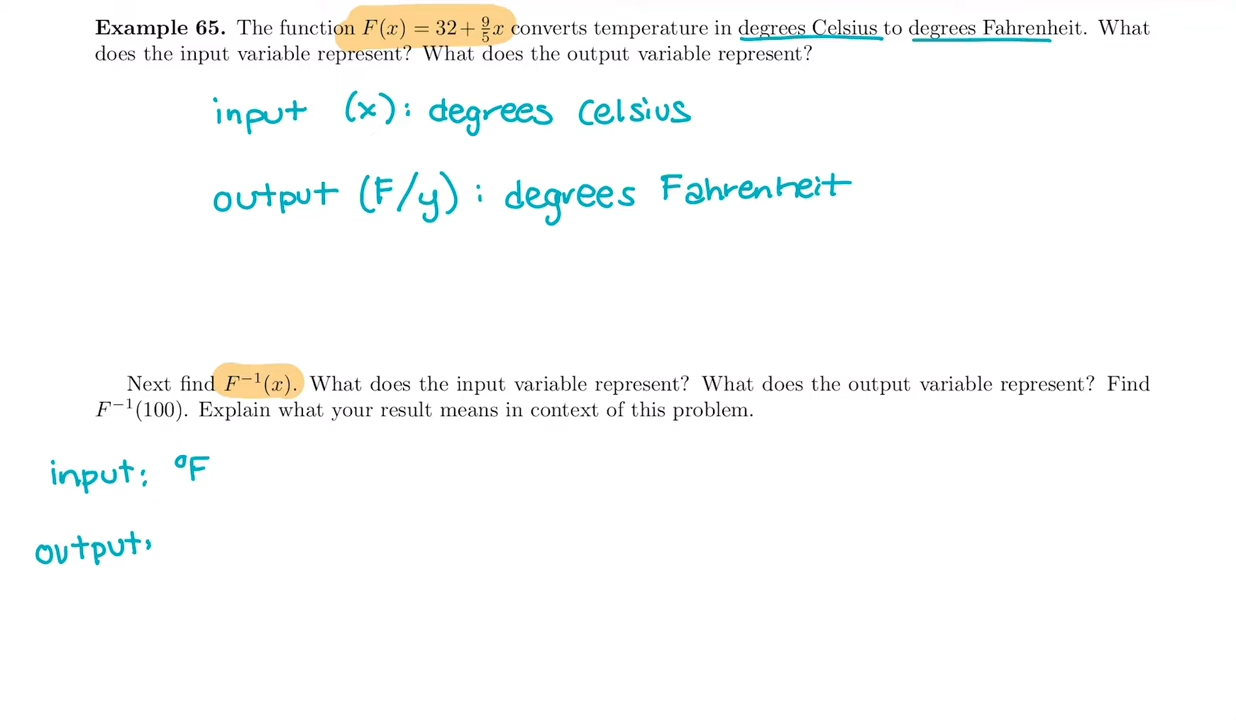 Example 65. The function F(x) = 32 + 9/5 x converts temperature in degrees Celsius to degrees Fahrenheit. What
does the input variable represent? What does the output variable represent?
input (x): degrees Celsius
output (F/y): degrees Fahrenheit
Next find F⁻¹(x). What does the input variable represent? What does the output variable represent? Find
F⁻¹(100). Explain what your result means in context of this problem.
input: °F
output,